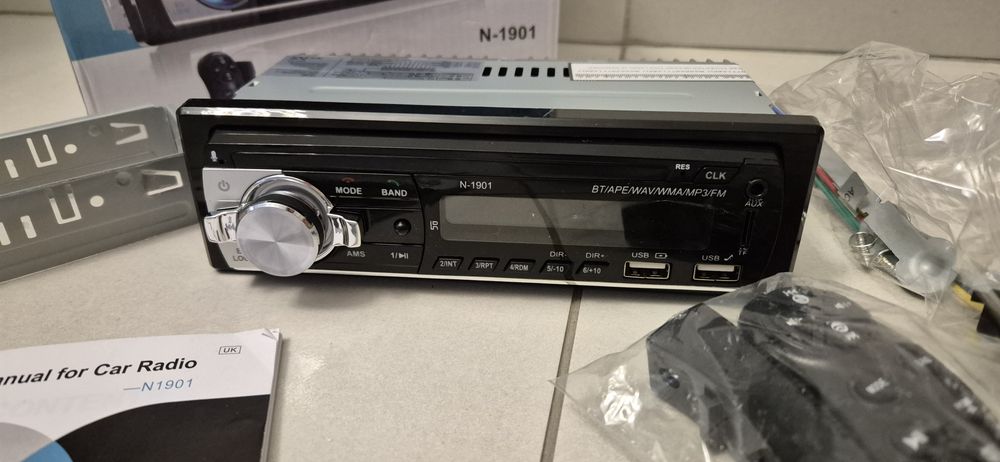 N-1901
RES
CLK
MODE
BAND
N-1901
BT/APE/WAV/WMA/MP3/FM
AUX
AMS
1/▶II
DIR-
DIR+
USB
USB
2/INT
3/RPT
4/RDM
5/-10
6/+10
TF
UK
anual for Car Radio
—N1901